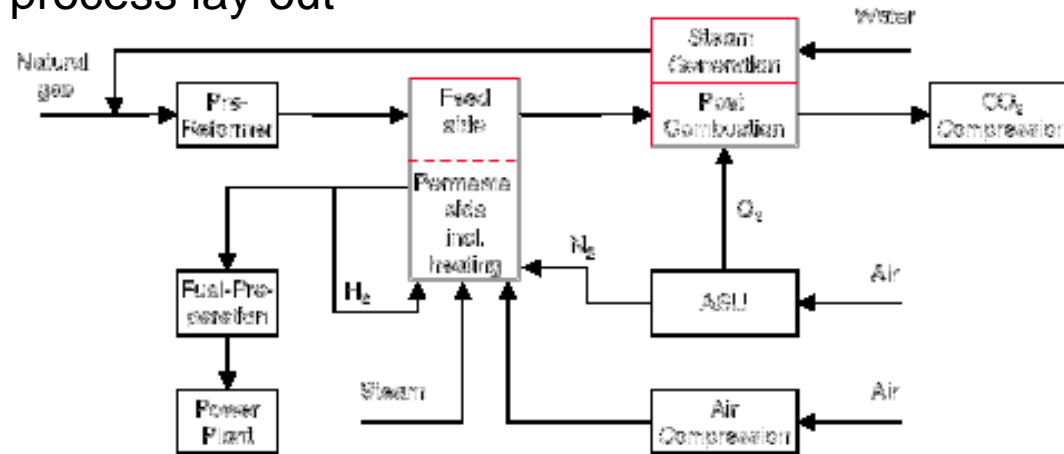 process lay-out
Water
Natural
gas
Steam
Generation
Pre-
Reformer
Feed
side
Post
Combustion
CO₂
Compression
Permeate
side
incl.
heating
O₂
N₂
H₂
Fuel-Pre-
paration
ASU
Air
Steam
Power
Plant
Air
Compression
Air